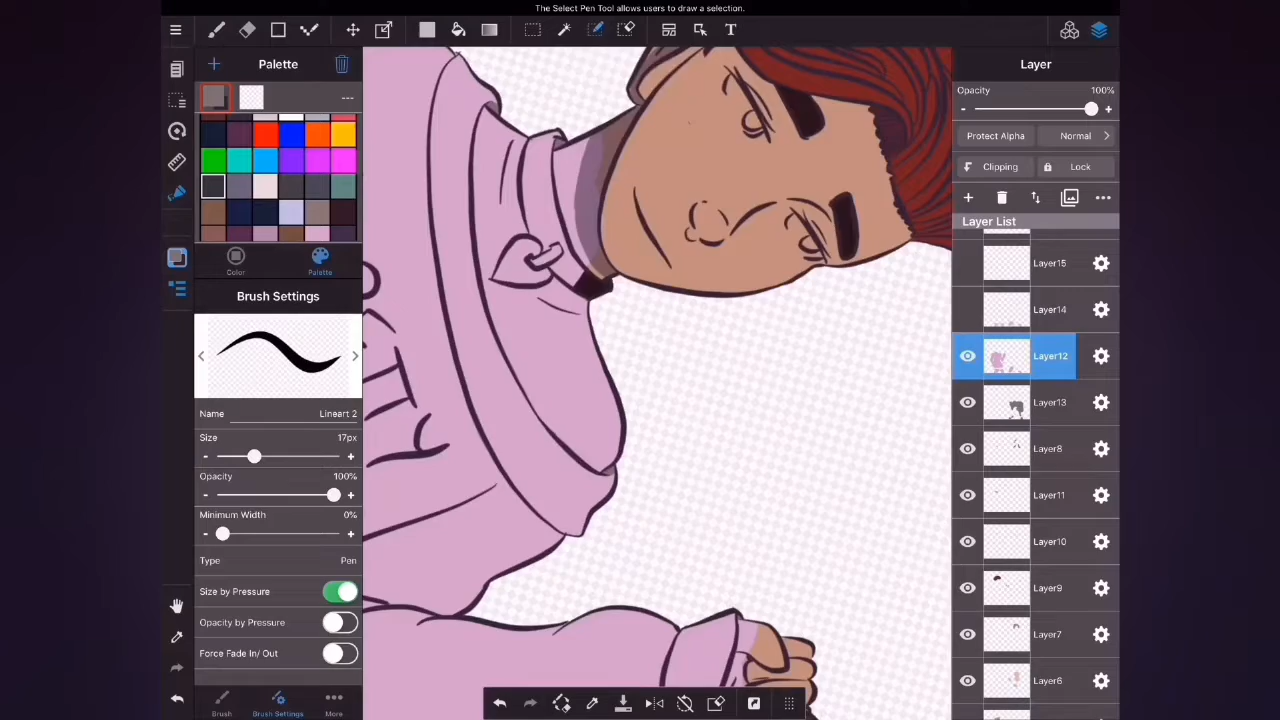 The Select Pen Tool allows users to draw a selection.
T
Palette
---
Color
Palette
Brush Settings
Name
Lineart 2
Size
17px
- +
Opacity
100%
- +
Minimum Width
0%
- +
Type
Pen
Size by Pressure
Opacity by Pressure
Force Fade In/ Out
Brush
Brush Settings
More
Layer
Opacity
100%
- +
Protect Alpha
Normal
Clipping
Lock
Layer List
Layer15
Layer14
Layer12
Layer13
Layer8
Layer11
Layer10
Layer9
Layer7
Layer6